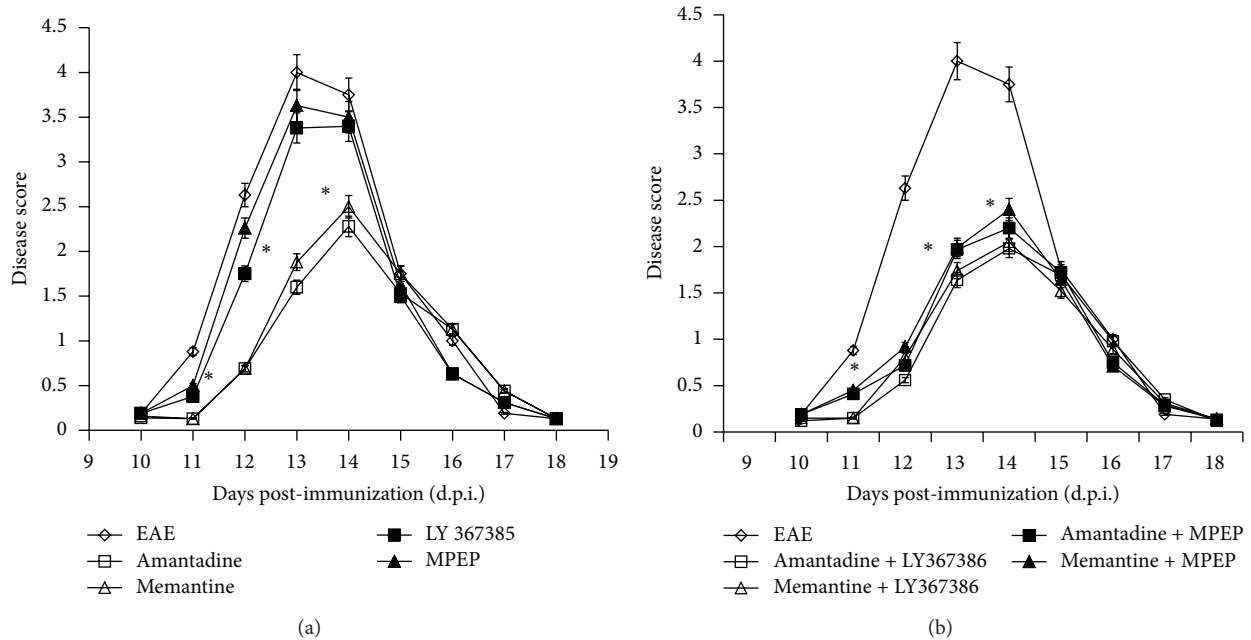 4.5
4
3.5
3
2.5
2
1.5
1
0.5
0
Disease score
*
*
*
9 10 11 12 13 14 15 16 17 18 19
Days post-immunization (d.p.i.)
EAE
Amantadine
Memantine
LY 367385
MPEP
(a)
4.5
4
3.5
3
2.5
2
1.5
1
0.5
0
Disease score
*
*
*
9 10 11 12 13 14 15 16 17 18
Days post-immunization (d.p.i.)
EAE
Amantadine + LY367386
Memantine + LY367386
Amantadine + MPEP
Memantine + MPEP
(b)